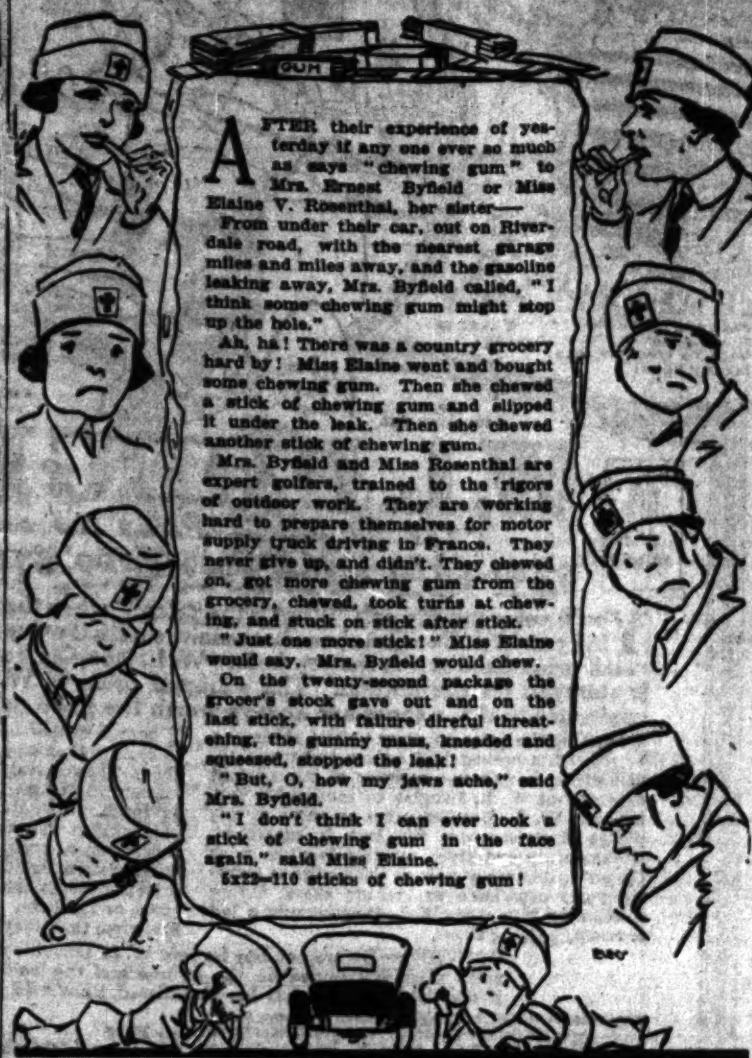 GUM
AFTER their experience of yes-
terday if any one ever so much
as says "chewing gum" to
Mrs. Ernest Byfield or Miss
Elaine V. Rosenthal, her sister—
From under their car, out on River-
dale road, with the nearest garage
miles and miles away, and the gasoline
leaking away, Mrs. Byfield called, "I
think some chewing gum might stop
up the hole."
Ah, ha! There was a country grocery
hard by! Miss Elaine went and bought
some chewing gum. Then she chewed
a stick of chewing gum and slipped
it under the leak. Then she chewed
another stick of chewing gum.
Mrs. Byfield and Miss Rosenthal are
expert golfers, trained to the rigors
of outdoor work. They are working
hard to prepare themselves for motor
supply truck driving in France. They
never give up, and didn't. They chewed
on, got more chewing gum from the
grocery, chewed, took turns at chew-
ing, and stuck on stick after stick.
"Just one more stick!" Miss Elaine
would say. Mrs. Byfield would chew.
On the twenty-second package the
grocer's stock gave out and on the
last stick, with failure direful threat-
ening, the gummy mass, kneaded and
squeezed, stopped the leak!
"But, O, how my jaws ache," said
Mrs. Byfield.
"I don't think I can ever look a
stick of chewing gum in the face
again," said Miss Elaine.
5x22—110 sticks of chewing gum!